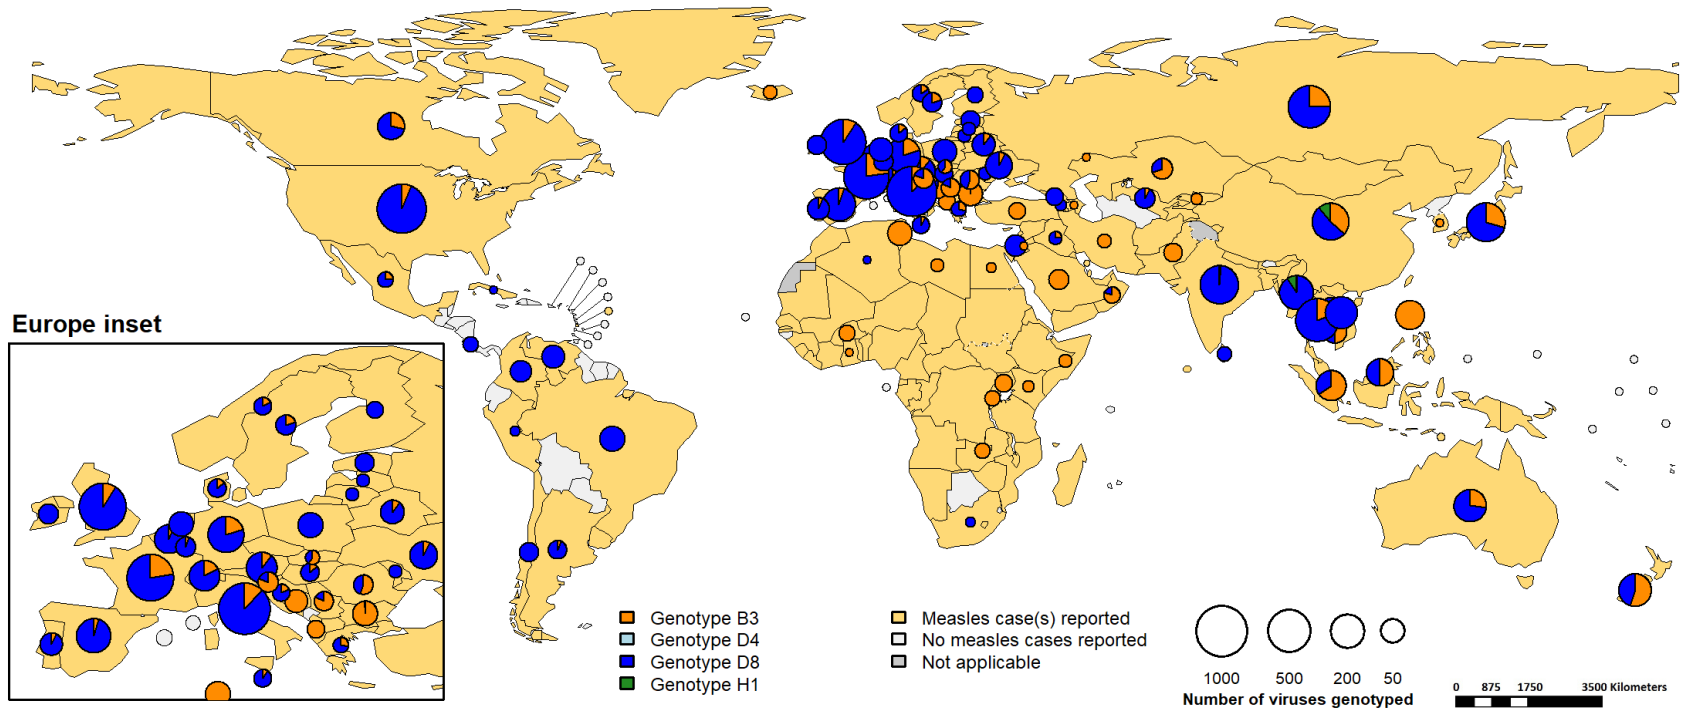 Europe inset
Genotype B3
Genotype D4
Genotype D8
Genotype H1
Measles case(s) reported
No measles cases reported
Not applicable
1000 500 200 50
Number of viruses genotyped
0 875 1750 3500 Kilometers